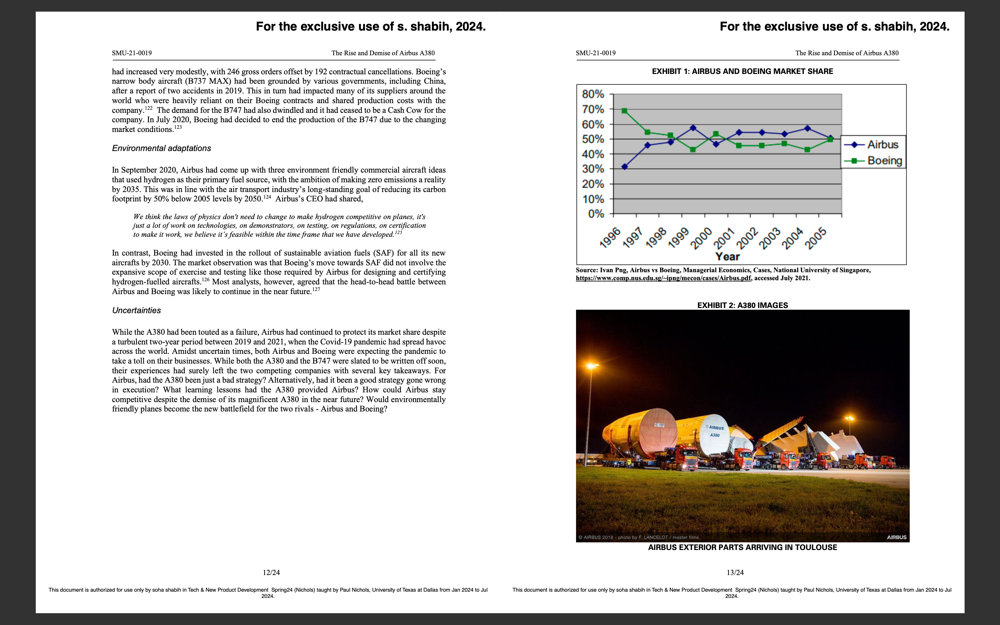 For the exclusive use of s. shabih, 2024.
SMU-21-0019 The Rise and Demise of Airbus A380
had increased very modestly, with 246 gross orders offset by 192 contractual cancellations. Boeing’s
narrow body aircraft (B737 MAX) had been grounded by various governments, including China,
after a report of two accidents in 2019. This in turn had impacted many of its suppliers around the
world who were heavily reliant on their Boeing contracts and shared production costs with the
company.122 The demand for the B747 had also dwindled and it had ceased to be a Cash Cow for the
company. In July 2020, Boeing had decided to end the production of the B747 due to the changing
market conditions.123
Environmental adaptations
In September 2020, Airbus had come up with three environment friendly commercial aircraft ideas
that used hydrogen as their primary fuel source, with the ambition of making zero emissions a reality
by 2035. This was in line with the air transport industry’s long-standing goal of reducing its carbon
footprint by 50% below 2005 levels by 2050.124 Airbus’s CEO had shared,
We think the laws of physics don't need to change to make hydrogen competitive on planes, it's
just a lot of work on technologies, on demonstrators, on testing, on regulations, on certification
to make it work, we believe it’s feasible within the time frame that we have developed.125
In contrast, Boeing had invested in the rollout of sustainable aviation fuels (SAF) for all its new
aircrafts by 2030. The market observation was that Boeing’s move towards SAF did not involve the
expansive scope of exercise and testing like those required by Airbus for designing and certifying
hydrogen-fuelled aircrafts.126 Most analysts, however, agreed that the head-to-head battle between
Airbus and Boeing was likely to continue in the near future.127
Uncertainties
While the A380 had been touted as a failure, Airbus had continued to protect its market share despite
a turbulent two-year period between 2019 and 2021, when the Covid-19 pandemic had spread havoc
across the world. Amidst uncertain times, both Airbus and Boeing were expecting the pandemic to
take a toll on their businesses. While both the A380 and the B747 were slated to be written off soon,
their experiences had surely left the two competing companies with several key takeaways. For
Airbus, had the A380 been just a bad strategy? Alternatively, had it been a good strategy gone wrong
in execution? What learning lessons had the A380 provided Airbus? How could Airbus stay
competitive despite the demise of its magnificent A380 in the near future? Would environmentally
friendly planes become the new battlefield for the two rivals - Airbus and Boeing?
12/24
This document is authorized for use only by soha shabih in Tech & New Product Development Spring24 (Nichols) taught by Paul Nichols, University of Texas at Dallas from Jan 2024 to Jul
2024.
For the exclusive use of s. shabih, 2024.
SMU-21-0019 The Rise and Demise of Airbus A380
EXHIBIT 1: AIRBUS AND BOEING MARKET SHARE
80%
70%
60%
50%
40%
30%
20%
10%
0%
Airbus
Boeing
1996 1997 1998 1999 2000 2001 2002 2003 2004 2005
Year
Source: Ivan Png, Airbus vs Boeing, Managerial Economics, Cases, National University of Singapore,
https://www.comp.nus.edu.sg/~ipng/mecon/cases/Airbus.pdf, accessed July 2021.
EXHIBIT 2: A380 IMAGES
AIRBUS
A380
© AIRBUS 2018 - photo by F. LANCELOT / master films
AIRBUS
AIRBUS EXTERIOR PARTS ARRIVING IN TOULOUSE
13/24
This document is authorized for use only by soha shabih in Tech & New Product Development Spring24 (Nichols) taught by Paul Nichols, University of Texas at Dallas from Jan 2024 to Jul
2024.